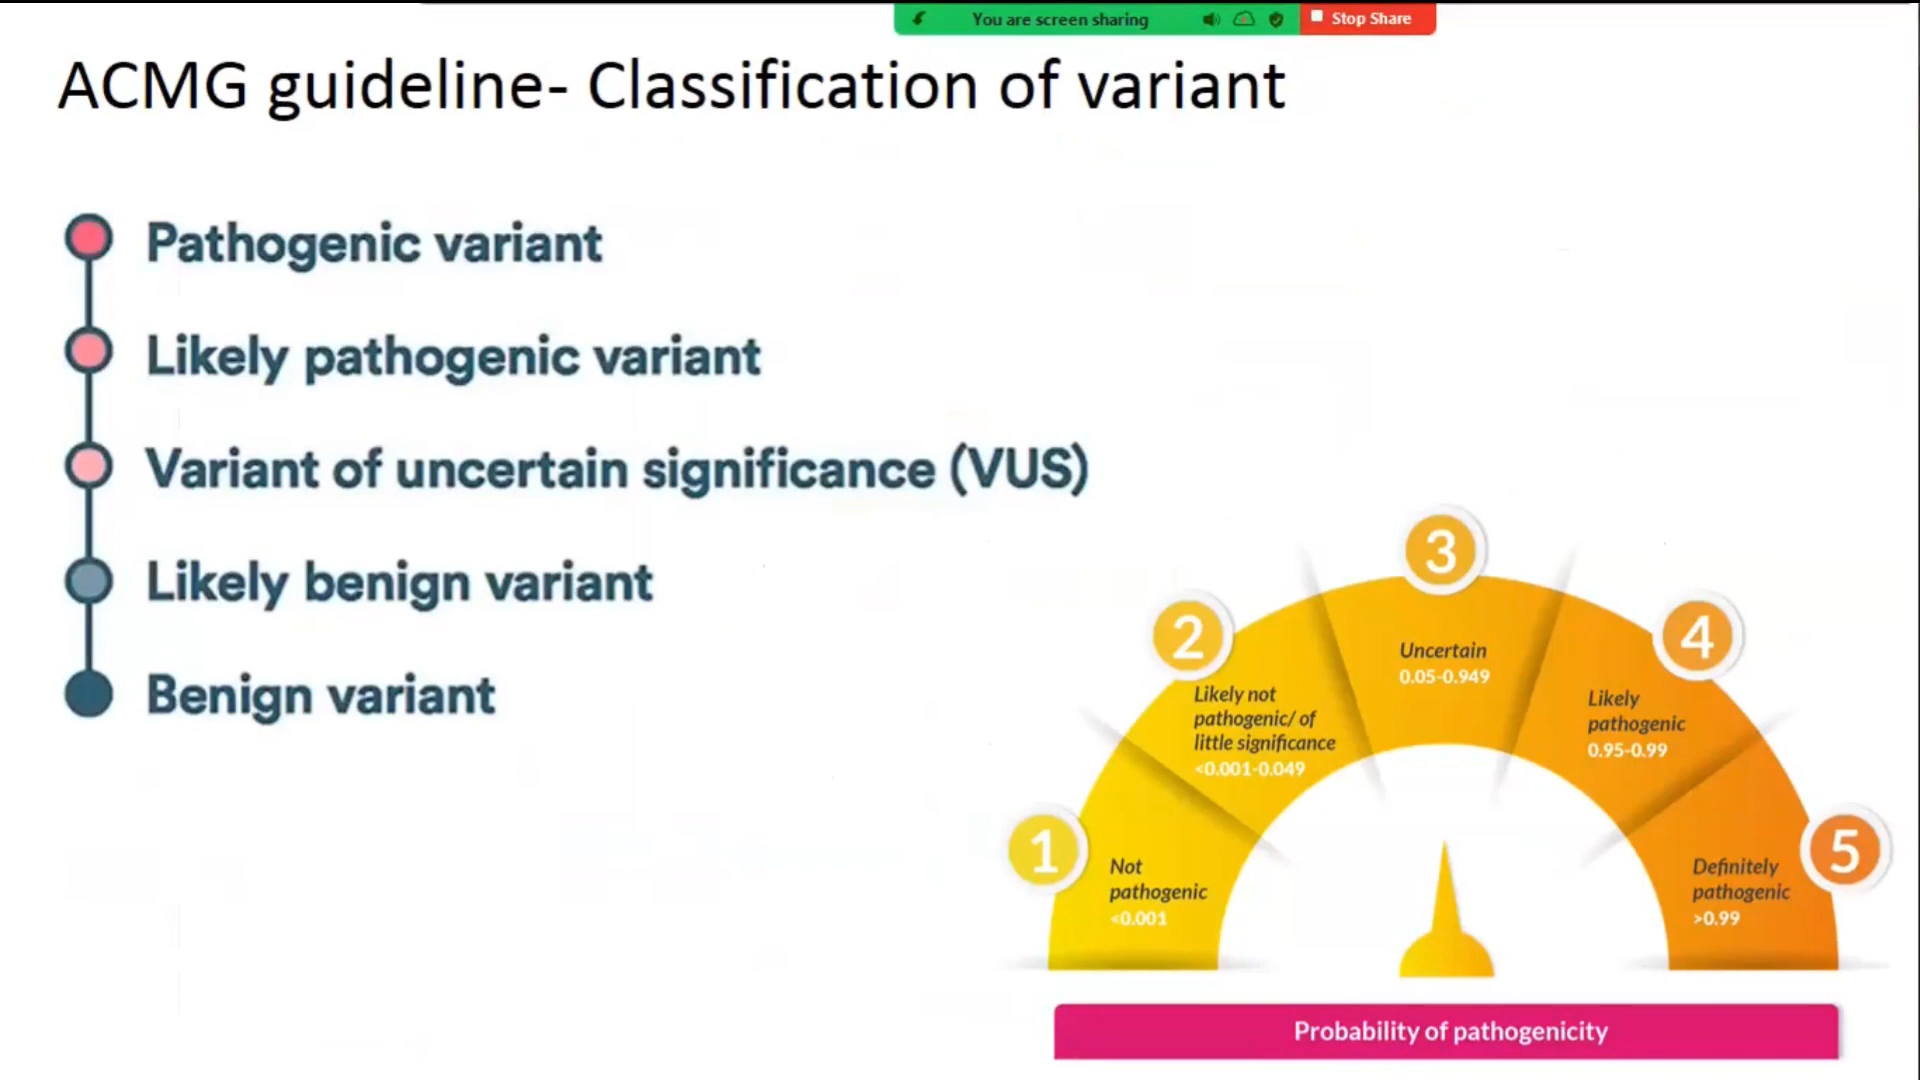 You are screen sharing
Stop Share
ACMG guideline- Classification of variant
Pathogenic variant
Likely pathogenic variant
Variant of uncertain significance (VUS)
Likely benign variant
Benign variant
1
Not
pathogenic
<0.001
2
Likely not
pathogenic/ of
little significance
<0.001-0.049
3
Uncertain
0.05-0.949
4
Likely
pathogenic
0.95-0.99
5
Definitely
pathogenic
>0.99
Probability of pathogenicity